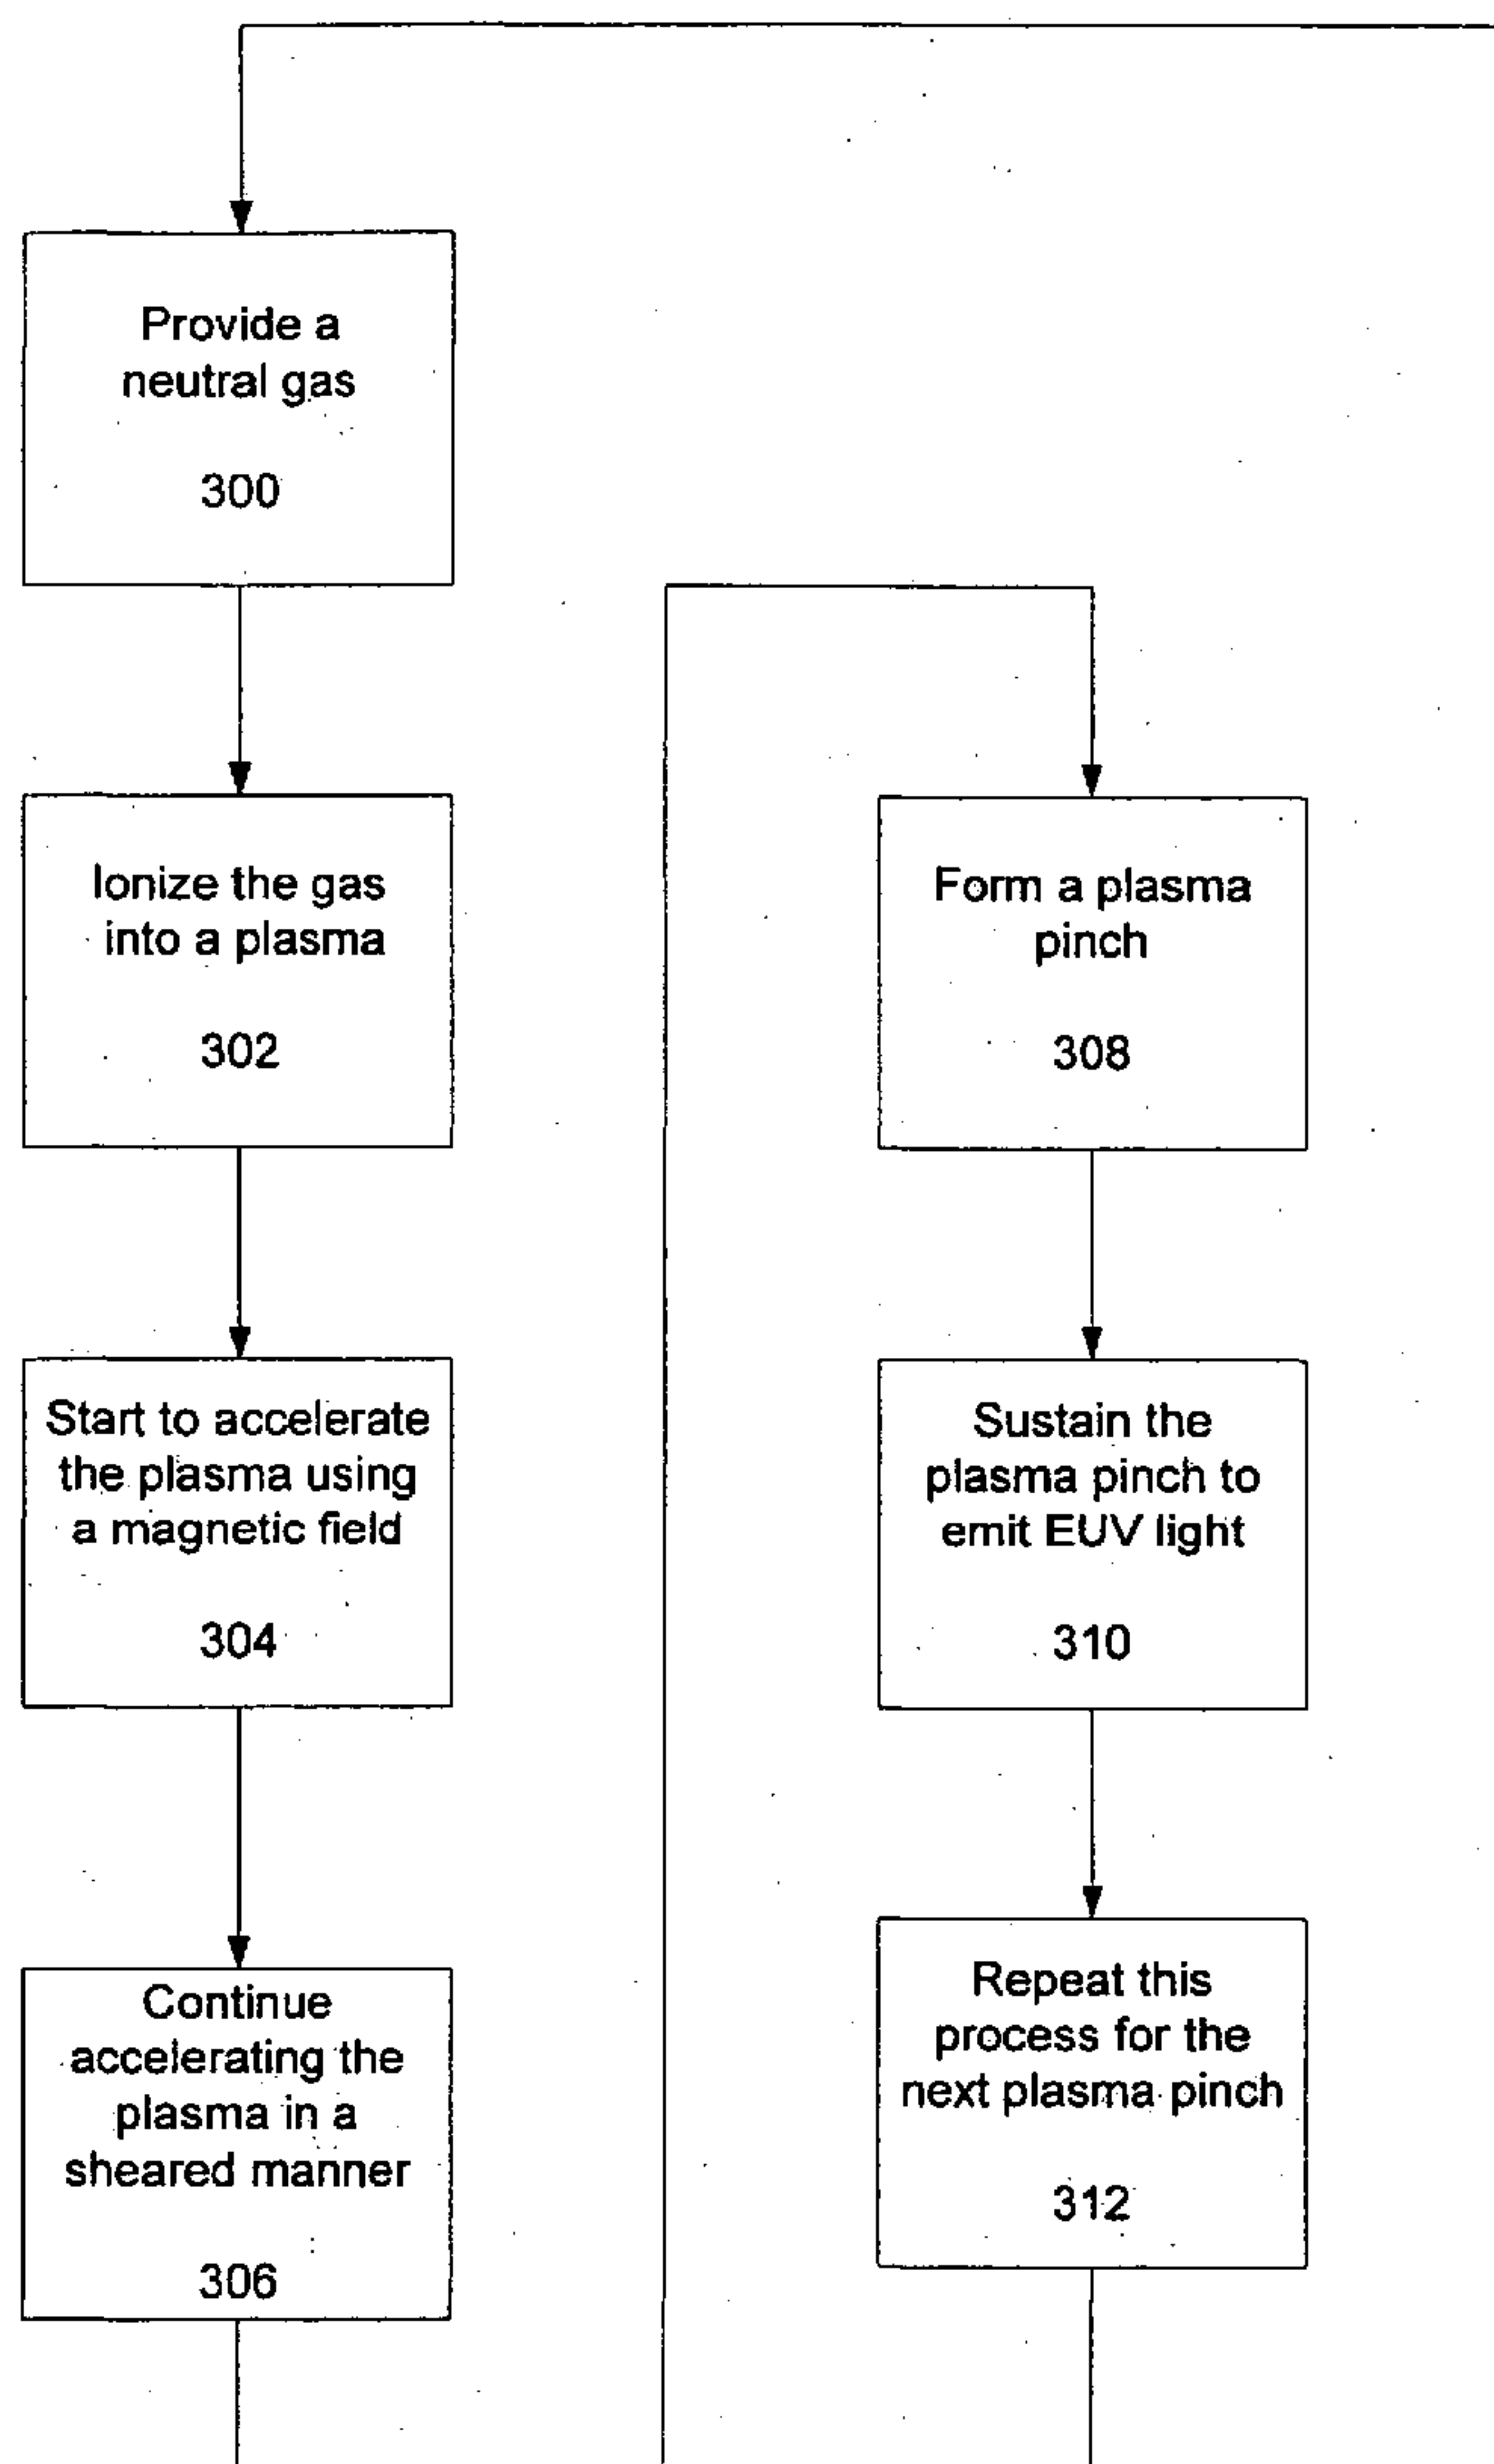 Provide a
neutral gas
300
Ionize the gas
into a plasma
302
Start to accelerate
the plasma using
a magnetic field
304
Continue
accelerating the
plasma in a
sheared manner
306
Form a plasma
pinch
308
Sustain the
plasma pinch to
emit EUV light
310
Repeat this
process for the
next plasma pinch
312